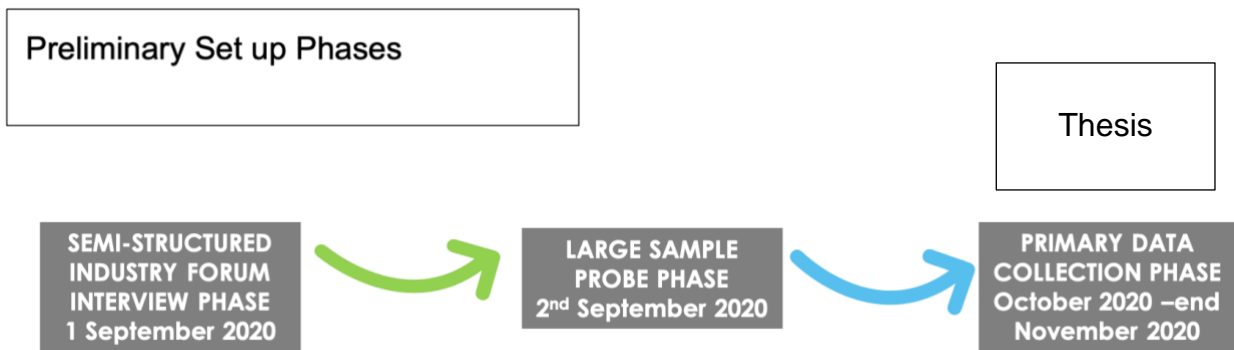 Preliminary Set up Phases
Thesis
SEMI-STRUCTURED
INDUSTRY FORUM
INTERVIEW PHASE
1 September 2020
LARGE SAMPLE
PROBE PHASE
2nd September 2020
PRIMARY DATA
COLLECTION PHASE
October 2020 –end
November 2020